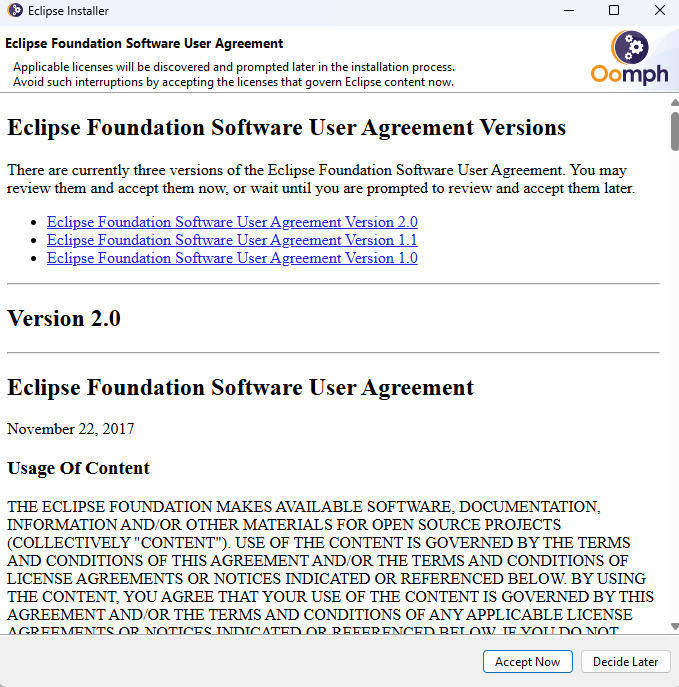 Eclipse Installer
Eclipse Foundation Software User Agreement
Applicable licenses will be discovered and prompted later in the installation process.
Avoid such interruptions by accepting the licenses that govern Eclipse content now.
Oomph
Eclipse Foundation Software User Agreement Versions
There are currently three versions of the Eclipse Foundation Software User Agreement. You may
review them and accept them now, or wait until you are prompted to review and accept them later.
• Eclipse Foundation Software User Agreement Version 2.0
• Eclipse Foundation Software User Agreement Version 1.1
• Eclipse Foundation Software User Agreement Version 1.0
Version 2.0
Eclipse Foundation Software User Agreement
November 22, 2017
Usage Of Content
THE ECLIPSE FOUNDATION MAKES AVAILABLE SOFTWARE, DOCUMENTATION,
INFORMATION AND/OR OTHER MATERIALS FOR OPEN SOURCE PROJECTS
(COLLECTIVELY "CONTENT"). USE OF THE CONTENT IS GOVERNED BY THE TERMS
AND CONDITIONS OF THIS AGREEMENT AND/OR THE TERMS AND CONDITIONS OF
LICENSE AGREEMENTS OR NOTICES INDICATED OR REFERENCED BELOW. BY USING
THE CONTENT, YOU AGREE THAT YOUR USE OF THE CONTENT IS GOVERNED BY THIS
AGREEMENT AND/OR THE TERMS AND CONDITIONS OF ANY APPLICABLE LICENSE
AGREEMENTS OR NOTICES INDICATED OR REFERENCED BELOW. IF YOU DO NOT
Accept Now
Decide Later